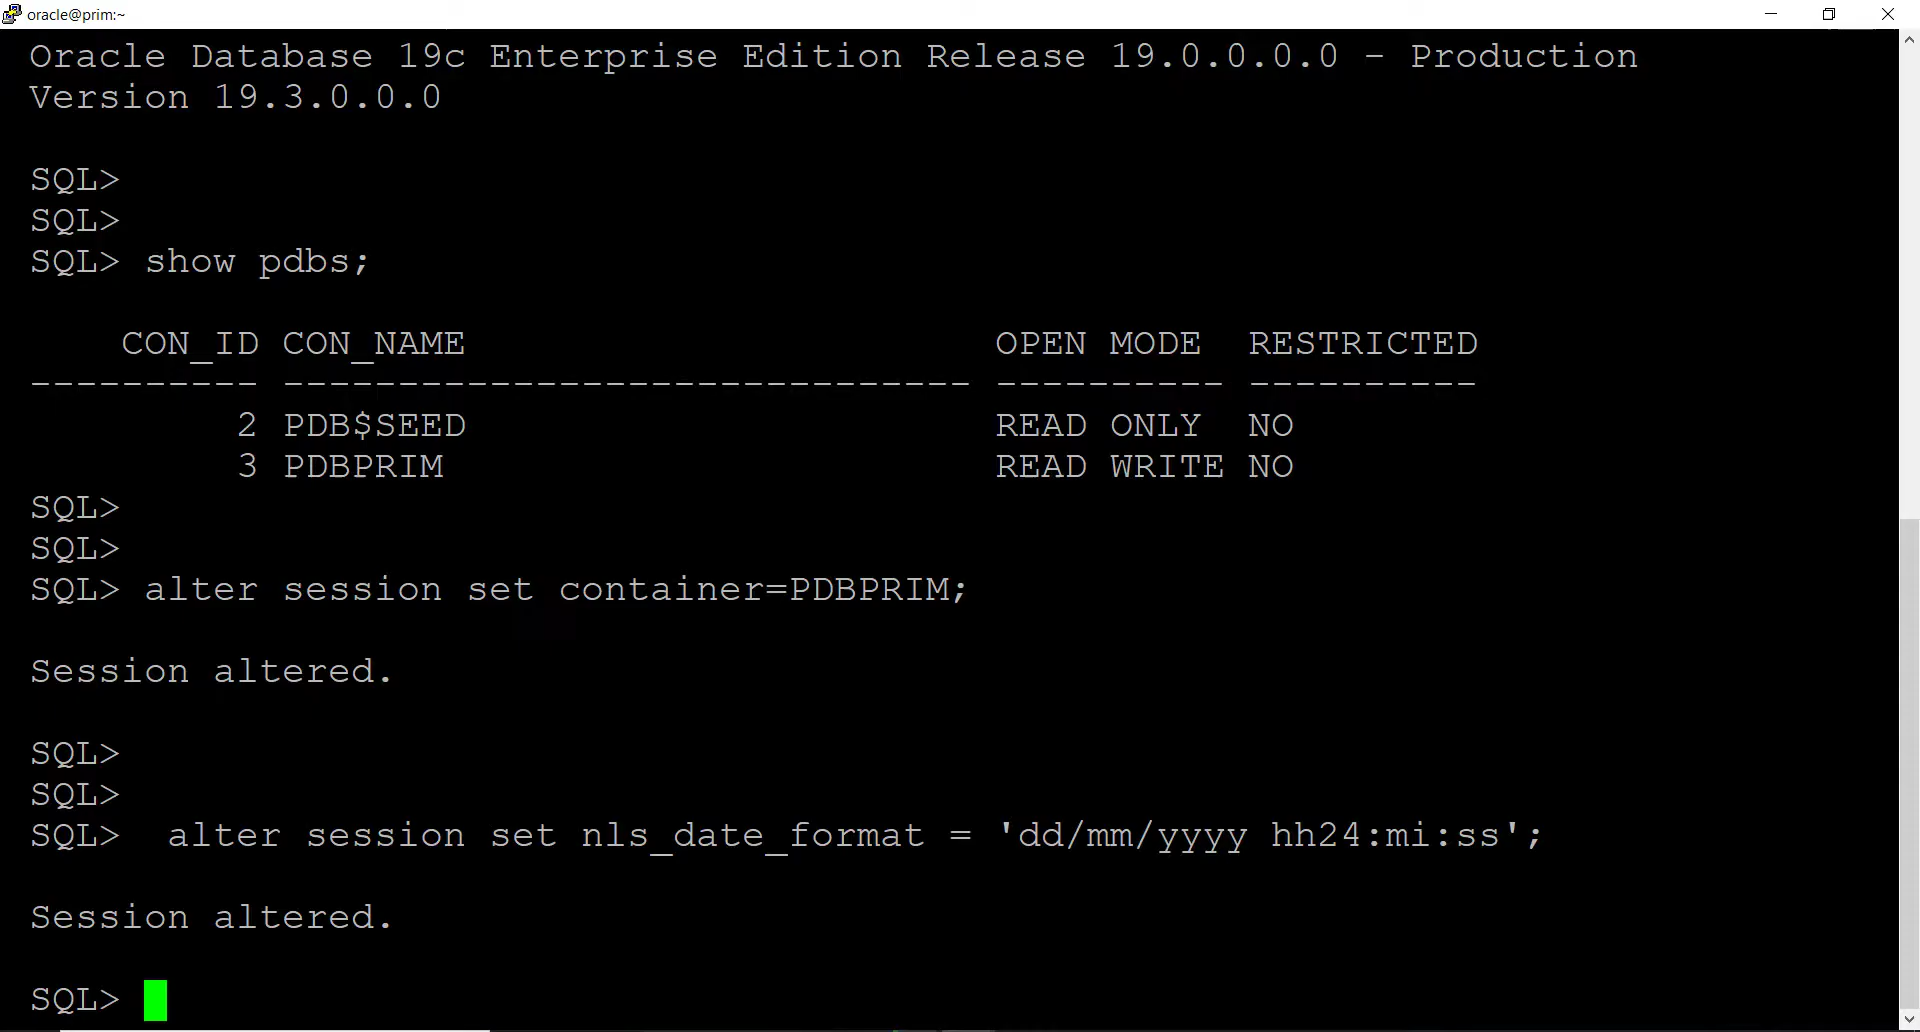 oracle@prim:~
Oracle Database 19c Enterprise Edition Release 19.0.0.0.0 - Production
Version 19.3.0.0.0
SQL>
SQL>
SQL> show pdbs;
    CON_ID CON_NAME                       OPEN MODE  RESTRICTED
---------- ------------------------------ ---------- ----------
         2 PDB$SEED                       READ ONLY  NO
         3 PDBPRIM                        READ WRITE NO
SQL>
SQL>
SQL> alter session set container=PDBPRIM;
Session altered.
SQL>
SQL>
SQL>  alter session set nls_date_format = 'dd/mm/yyyy hh24:mi:ss';
Session altered.
SQL>